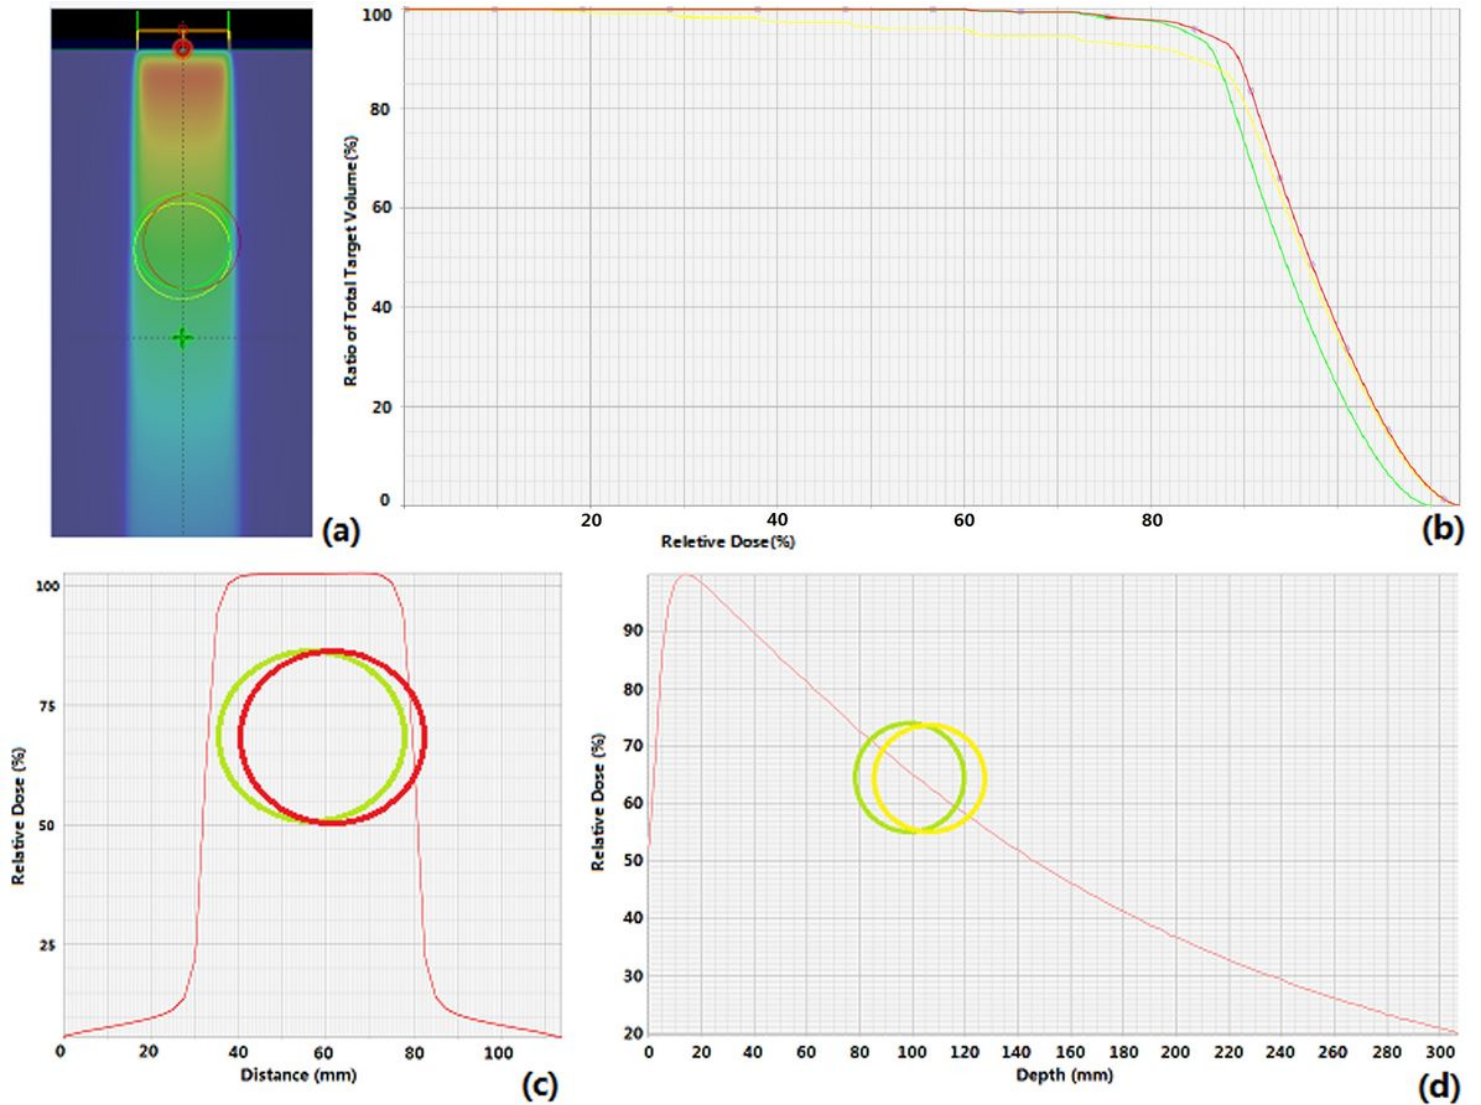 100
80
60
40
20
0
Ratio of Total Target Volume(%)
20 40 60 80
Reletive Dose(%)
(a)
(b)
100
75
50
25
Relative Dose (%)
0 20 40 60 80 100
Distance (mm)
(c)
90
80
70
60
50
40
30
20
Relative Dose (%)
0 20 40 60 80 100 120 140 160 180 200 220 240 260 280 300
Depth (mm)
(d)